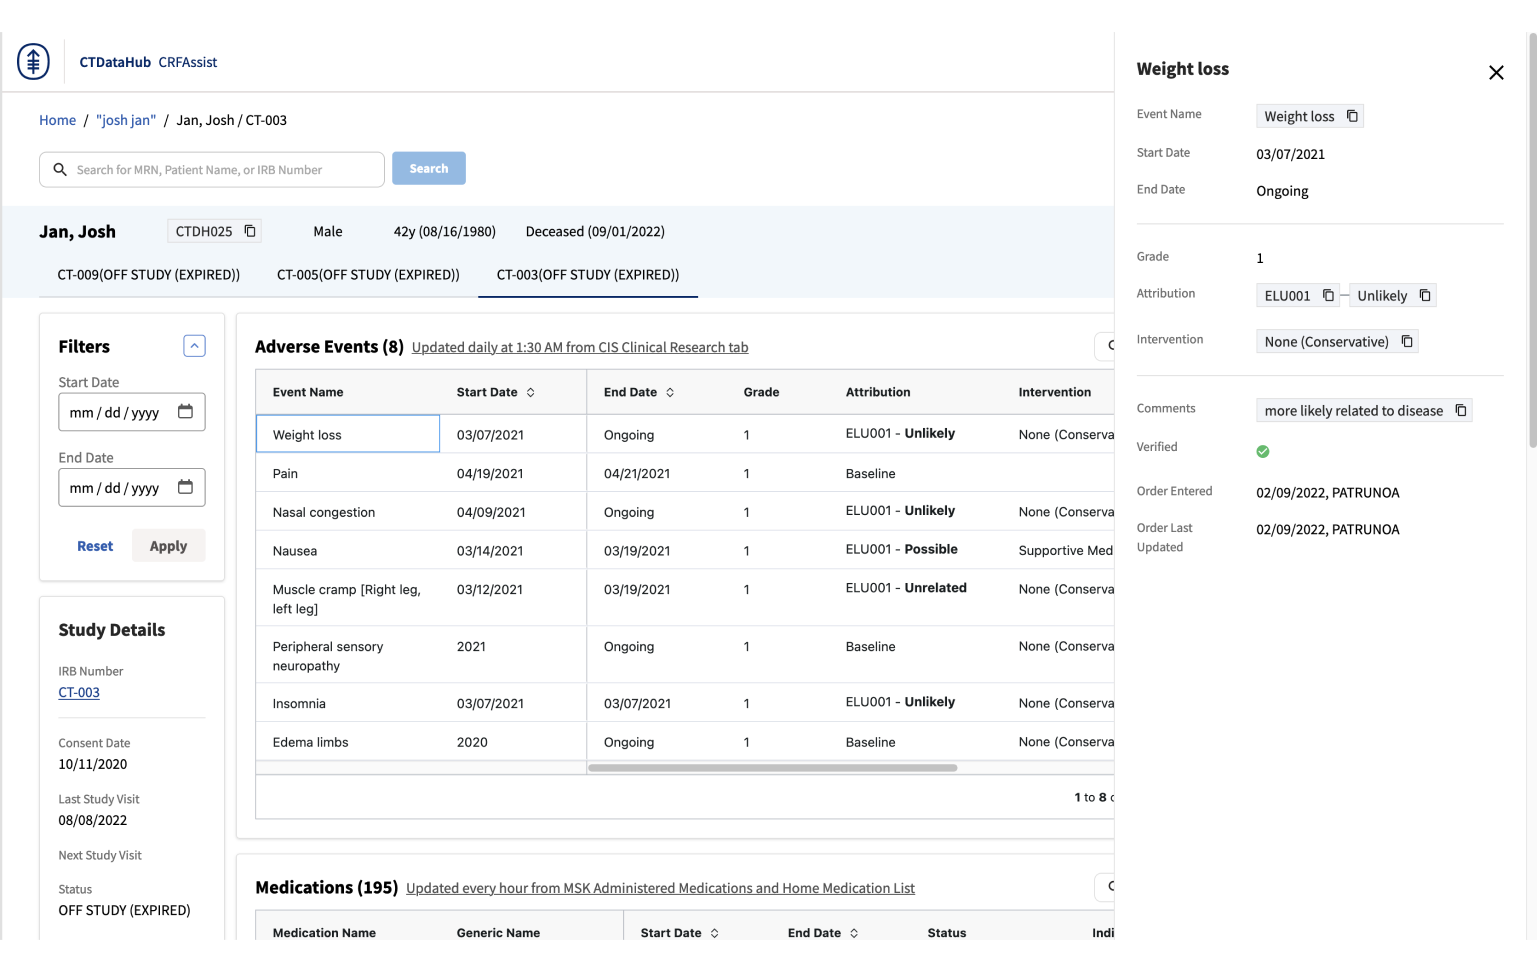 CTDataHub CRFAssist
Home / "josh jan" / Jan, Josh / CT-003
Search for MRN, Patient Name, or IRB Number Search
Jan, Josh CTDH025 Male 42y (08/16/1980) Deceased (09/01/2022)
CT-009(OFF STUDY (EXPIRED)) CT-005(OFF STUDY (EXPIRED)) CT-003(OFF STUDY (EXPIRED))
Filters
Start Date
mm / dd / yyyy
End Date
mm / dd / yyyy
Reset Apply
Study Details
IRB Number
CT-003
Consent Date
10/11/2020
Last Study Visit
08/08/2022
Next Study Visit
Status
OFF STUDY (EXPIRED)
Adverse Events (8) Updated daily at 1:30 AM from CIS Clinical Research tab
Event Name Start Date End Date Grade Attribution Intervention
Weight loss 03/07/2021 Ongoing 1 ELU001 - Unlikely None (Conserva
Pain 04/19/2021 04/21/2021 1 Baseline
Nasal congestion 04/09/2021 Ongoing 1 ELU001 - Unlikely None (Conserva
Nausea 03/14/2021 03/19/2021 1 ELU001 - Possible Supportive Med
Muscle cramp [Right leg, 03/12/2021 03/19/2021 1 ELU001 - Unrelated None (Conserva
left leg]
Peripheral sensory 2021 Ongoing 1 Baseline None (Conserva
neuropathy
Insomnia 03/07/2021 03/07/2021 1 ELU001 - Unlikely None (Conserva
Edema limbs 2020 Ongoing 1 Baseline None (Conserva
1 to 8
Medications (195) Updated every hour from MSK Administered Medications and Home Medication List
Medication Name Generic Name Start Date End Date Status Indi
Weight loss
Event Name Weight loss
Start Date 03/07/2021
End Date Ongoing
Grade 1
Attribution ELU001 – Unlikely
Intervention None (Conservative)
Comments more likely related to disease
Verified
Order Entered 02/09/2022, PATRUNOA
Order Last 02/09/2022, PATRUNOA
Updated